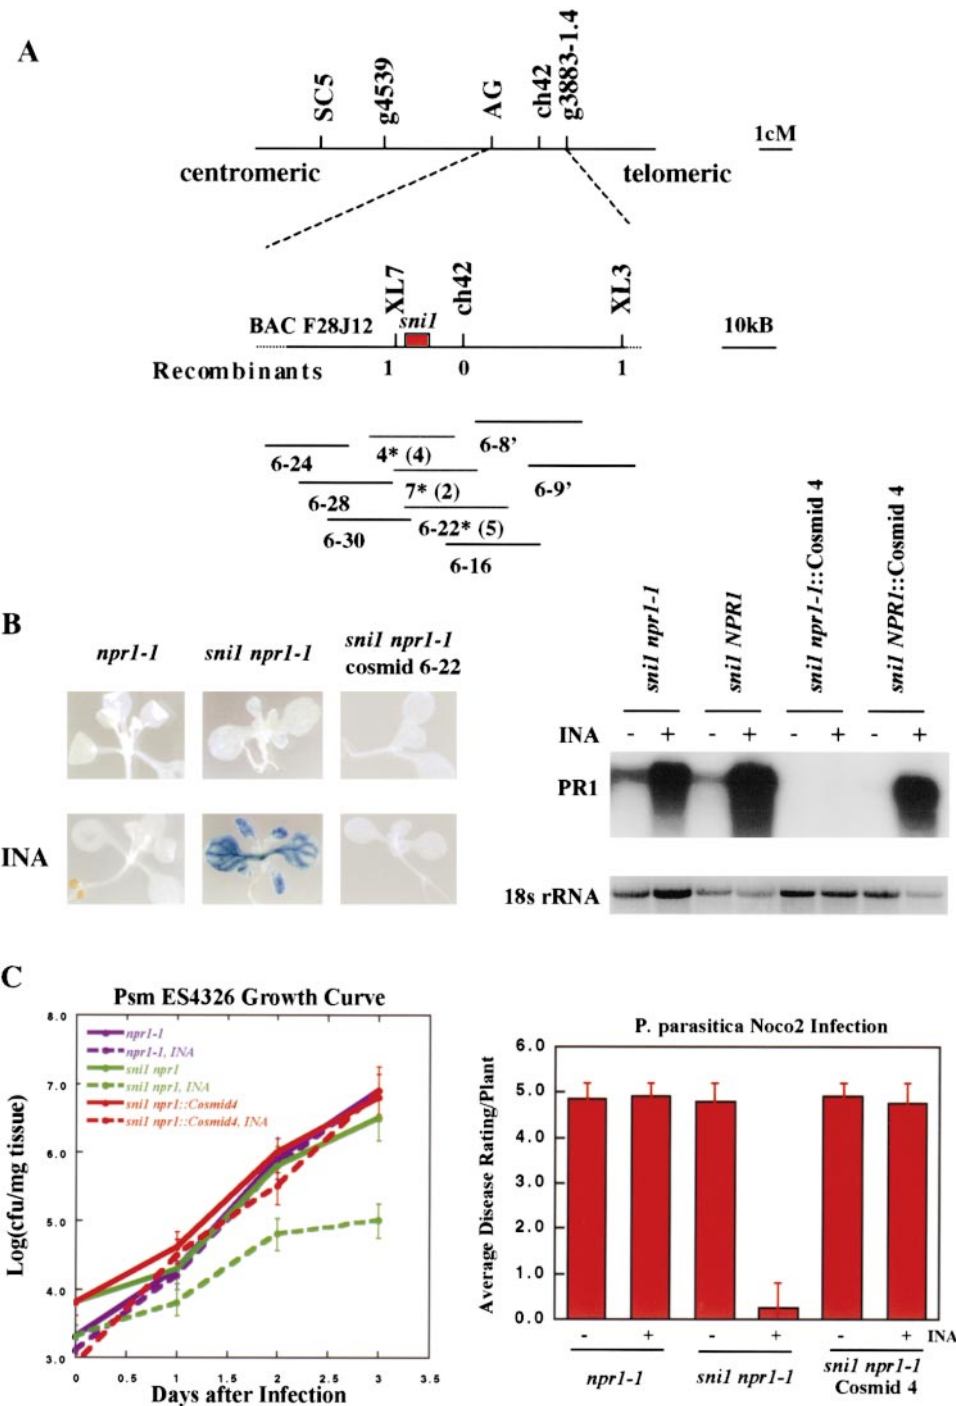 A
SC5
g4539
AG
ch42
g3883-1.4
1cM
centromeric
telomeric
XL7
ch42
XL3
BAC F28J12
sni1
10kB
Recombinants
1
0
1
6-24
4* (4)
6-8’
6-28
7* (2)
6-9’
6-30
6-22* (5)
6-16
B
npr1-1
sni1 npr1-1
sni1 npr1-1
cosmid 6-22
INA
sni1 npr1-1
sni1 NPR1
sni1 npr1-1::Cosmid 4
sni1 NPR1::Cosmid 4
INA - + - + - + - +
PR1
18s rRNA
C
Psm ES4326 Growth Curve
npr1-1
npr1-1, INA
sni1 npr1
sni1 npr1, INA
sni1 npr1::Cosmid4
sni1 npr1::Cosmid4, INA
Log(cfu/mg tissue)
8.0
7.0
6.0
5.0
4.0
3.0
0 0.5 1 1.5 2 2.5 3 3.5
Days after Infection
P. parasitica Noco2 Infection
Average Disease Rating/Plant
6.0
5.0
4.0
3.0
2.0
1.0
0.0
- + - + - + INA
npr1-1
sni1 npr1-1
sni1 npr1-1
Cosmid 4